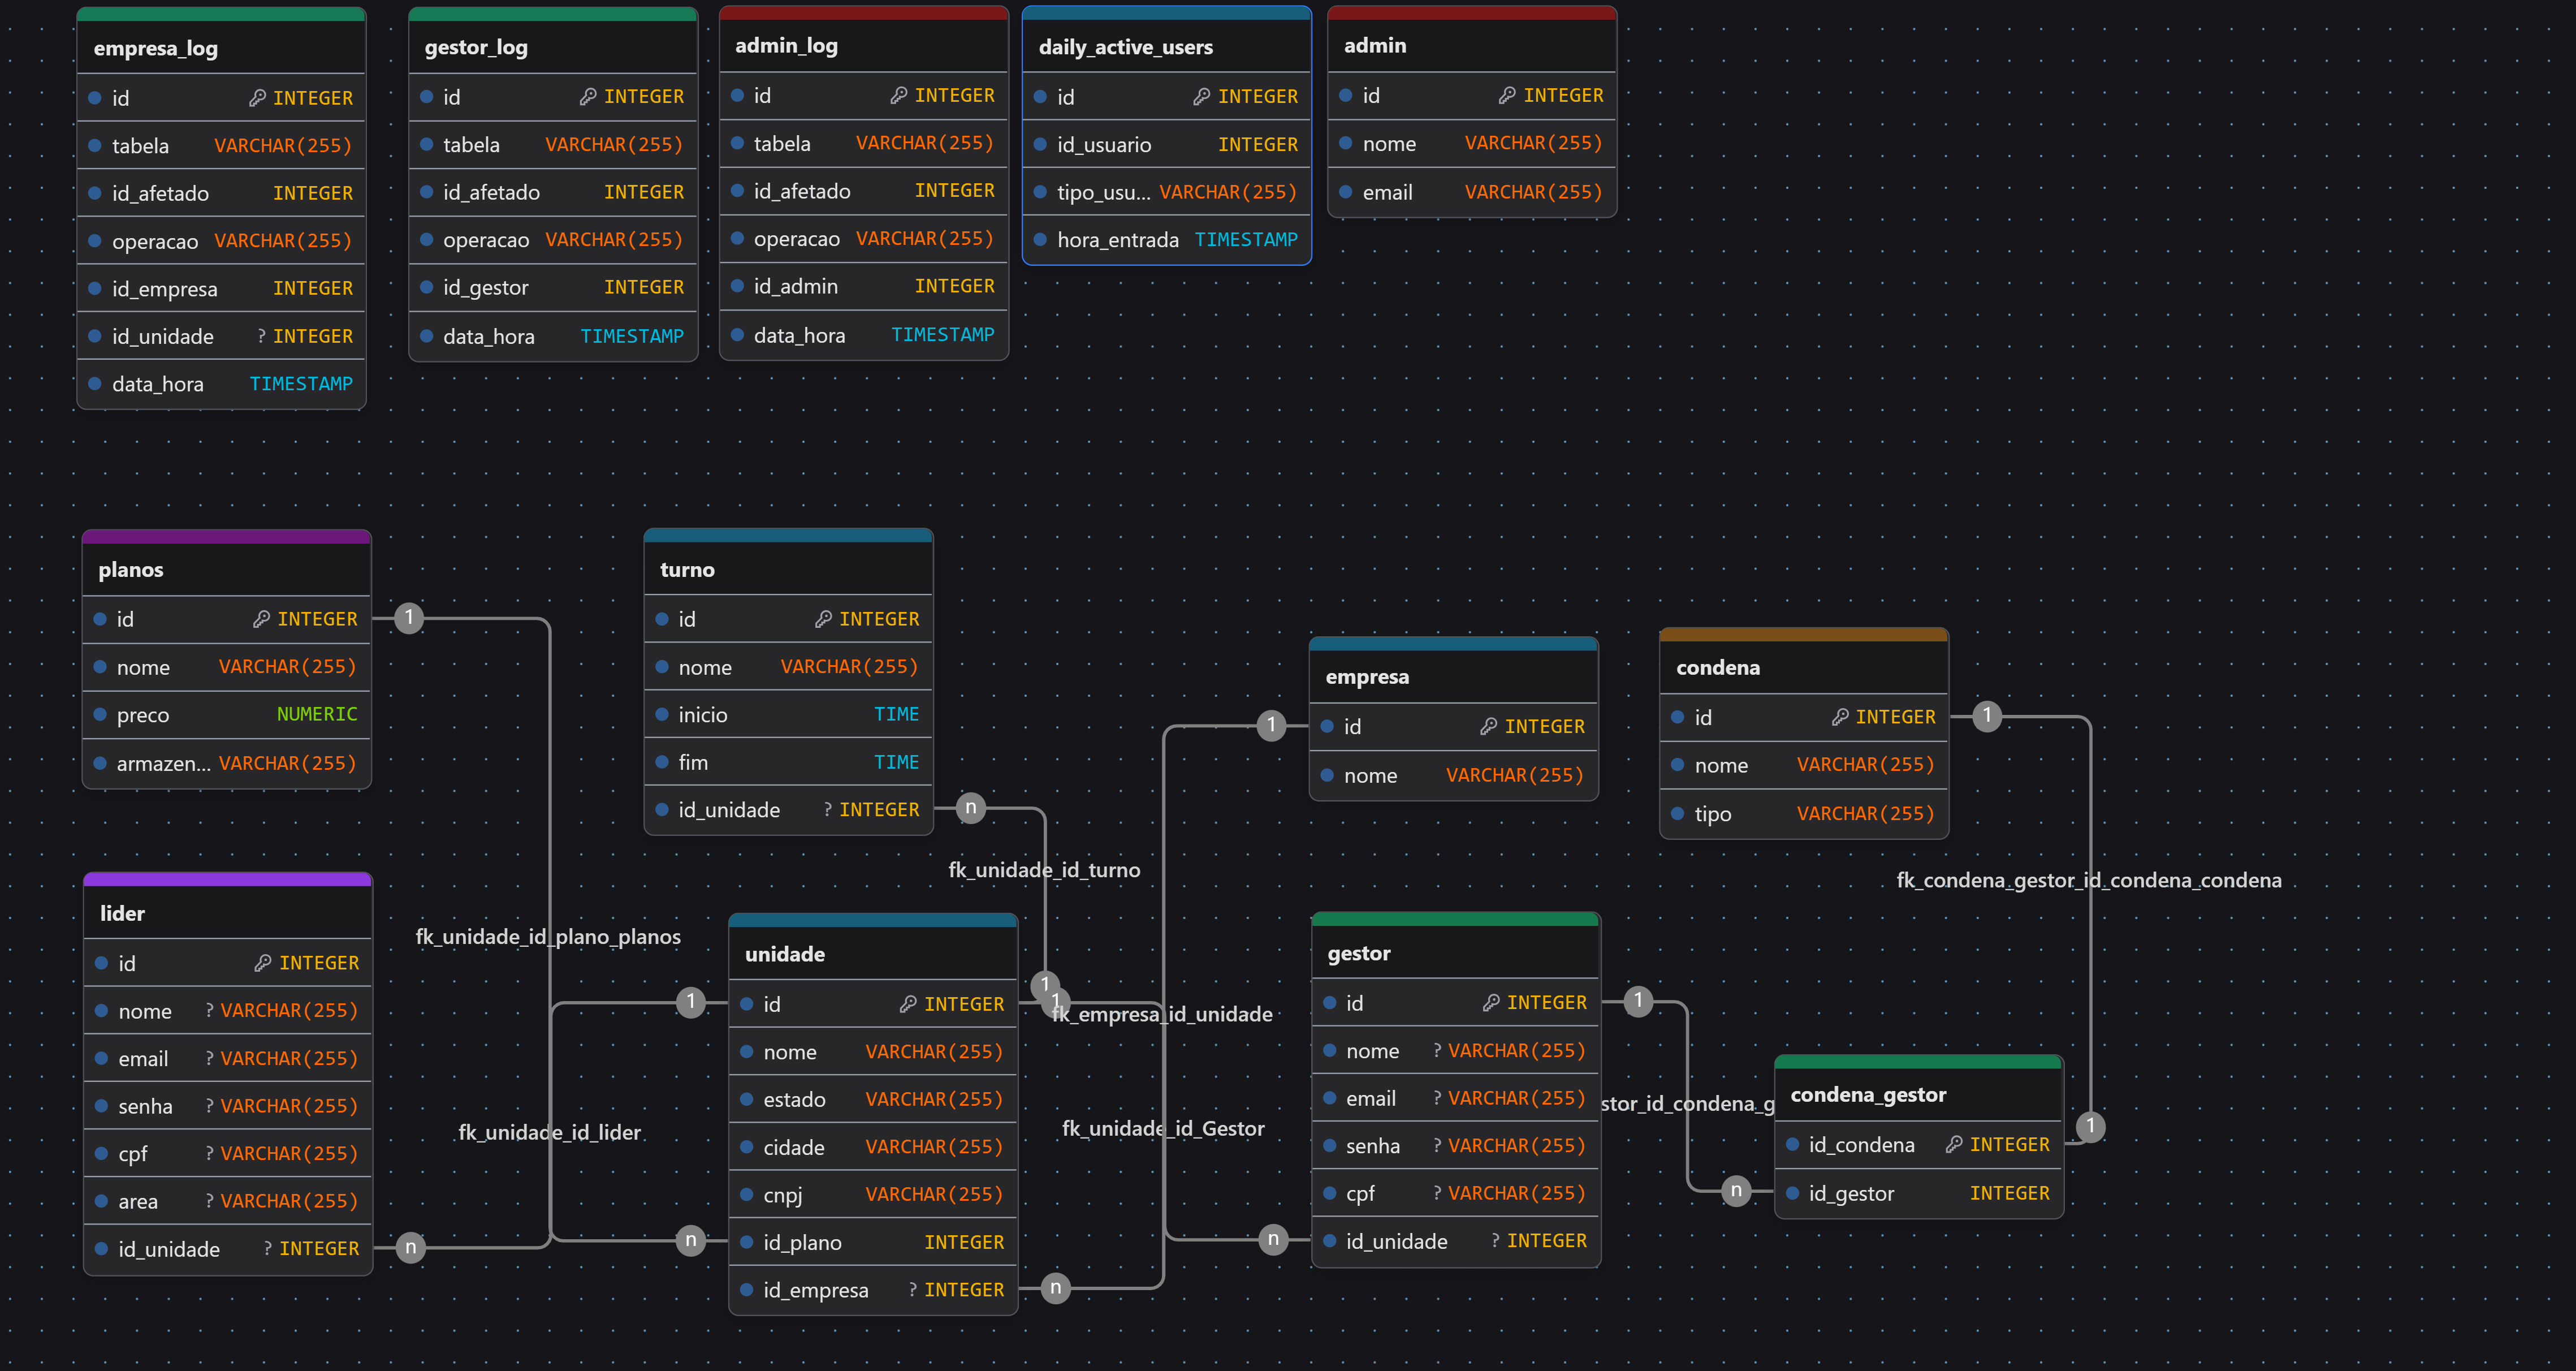 empresa_log
id INTEGER
tabela VARCHAR(255)
id_afetado INTEGER
operacao VARCHAR(255)
id_empresa INTEGER
id_unidade ? INTEGER
data_hora TIMESTAMP
gestor_log
id INTEGER
tabela VARCHAR(255)
id_afetado INTEGER
operacao VARCHAR(255)
id_gestor INTEGER
data_hora TIMESTAMP
admin_log
id INTEGER
tabela VARCHAR(255)
id_afetado INTEGER
operacao VARCHAR(255)
id_admin INTEGER
data_hora TIMESTAMP
daily_active_users
id INTEGER
id_usuario INTEGER
tipo_usu... VARCHAR(255)
hora_entrada TIMESTAMP
admin
id INTEGER
nome VARCHAR(255)
email VARCHAR(255)
planos
id INTEGER
nome VARCHAR(255)
preco NUMERIC
armazen... VARCHAR(255)
1
turno
id INTEGER
nome VARCHAR(255)
inicio TIME
fim TIME
id_unidade ? INTEGER
n
fk_unidade_id_turno
1
empresa
id INTEGER
nome VARCHAR(255)
1
condena
id INTEGER
nome VARCHAR(255)
tipo VARCHAR(255)
1
fk_condena_gestor_id_condena_condena
lider
id INTEGER
nome ? VARCHAR(255)
email ? VARCHAR(255)
senha ? VARCHAR(255)
cpf ? VARCHAR(255)
area ? VARCHAR(255)
id_unidade ? INTEGER
n
fk_unidade_id_plano_planos
fk_unidade_id_lider
1
n
unidade
id INTEGER
nome VARCHAR(255)
estado VARCHAR(255)
cidade VARCHAR(255)
cnpj VARCHAR(255)
id_plano INTEGER
id_empresa ? INTEGER
1
fk_empresa_id_unidade
fk_unidade_id_Gestor
n
n
gestor
id INTEGER
nome ? VARCHAR(255)
email ? VARCHAR(255)
senha ? VARCHAR(255)
cpf ? VARCHAR(255)
id_unidade ? INTEGER
1
stor_id_condena_g
n
condena_gestor
id_condena INTEGER
id_gestor INTEGER
1